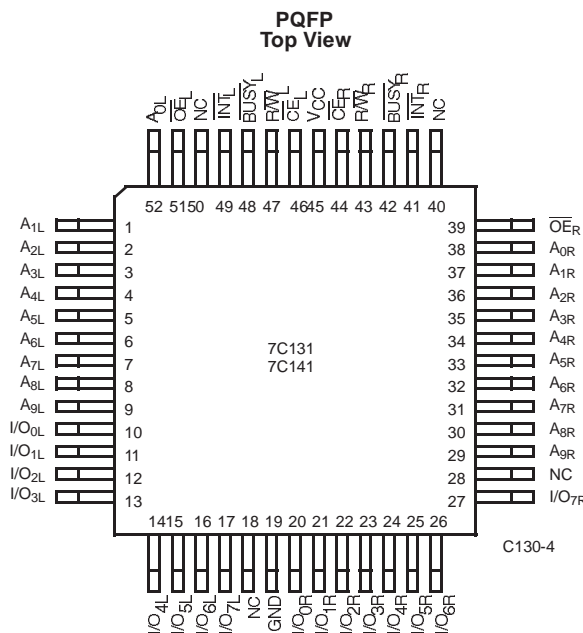 PQFP
Top View
A0L
OEL
NC
INTL
BUSYL
R/WL
CEL
VCC
CER
R/WR
BUSYR
INTR
NC
52 51 50 49 48 47 46 45 44 43 42 41 40
A1L 1 39 OER
A2L 2 38 A0R
A3L 3 37 A1R
A4L 4 36 A2R
A5L 5 35 A3R
A6L 6 34 A4R
A7L 7 33 A5R
A8L 8 32 A6R
A9L 9 31 A7R
I/O0L 10 30 A8R
I/O1L 11 29 A9R
I/O2L 12 28 NC
I/O3L 13 27 I/O7R
7C131
7C141
14 15 16 17 18 19 20 21 22 23 24 25 26
I/O4L
I/O5L
I/O6L
I/O7L
NC
GND
I/O0R
I/O1R
I/O2R
I/O3R
I/O4R
I/O5R
I/O6R
C130-4